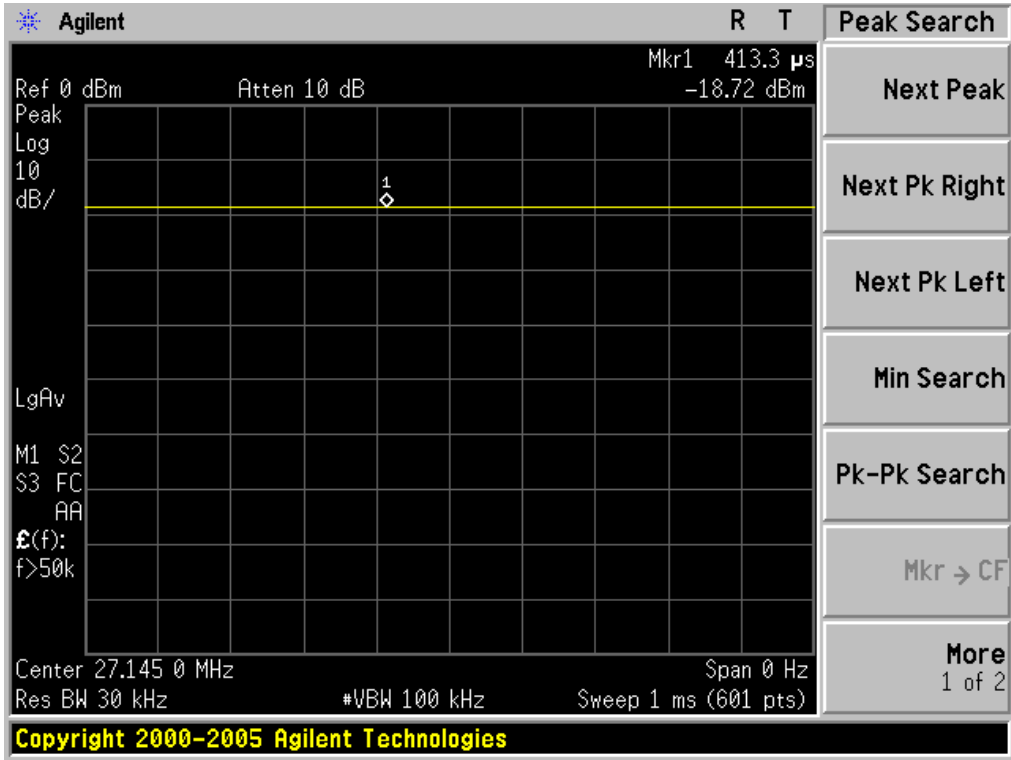 Agilent R T Peak Search
Mkr1 413.3 µs
Ref 0 dBm Atten 10 dB -18.72 dBm
Peak
Log
10
dB/
1
LgAv
M1 S2
S3 FC
AA
£(f):
f>50k
Center 27.145 0 MHz Span 0 Hz
Res BW 30 kHz #VBW 100 kHz Sweep 1 ms (601 pts)
Copyright 2000-2005 Agilent Technologies
Next Peak
Next Pk Right
Next Pk Left
Min Search
Pk-Pk Search
Mkr → CF
More
1 of 2